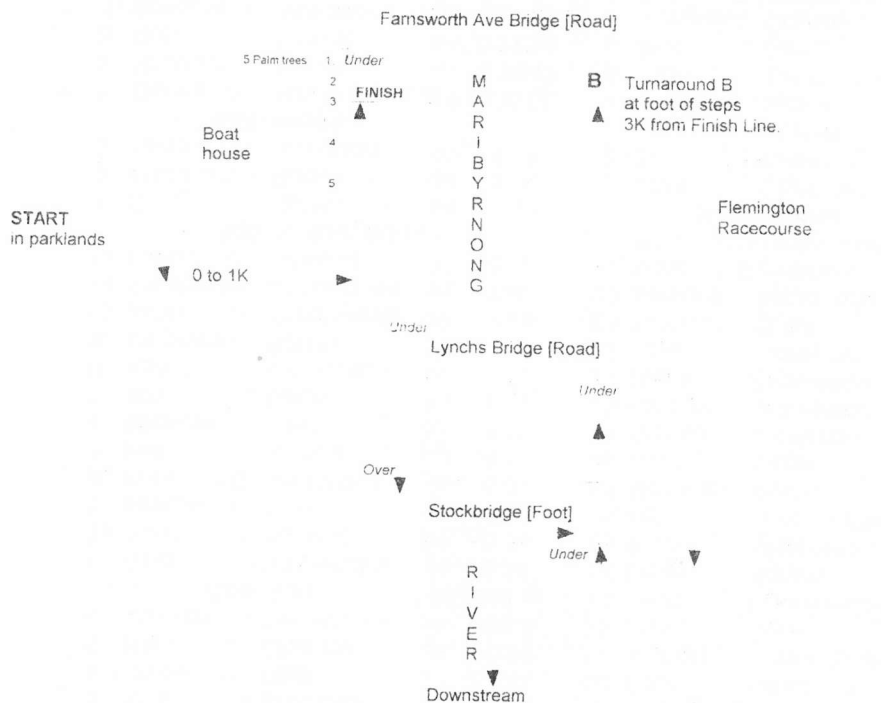 Farnsworth Ave Bridge [Road]
5 Palm trees 1. Under
2
3 FINISH
4
5
Boat
house
MARIBYRNONG
B Turnaround B
at foot of steps
3K from Finish Line.
START
in parklands
Flemington
Racecourse
0 to 1K
Under
Lynchs Bridge [Road]
Under
Over
Stockbridge [Foot]
Under
RIVER
Downstream